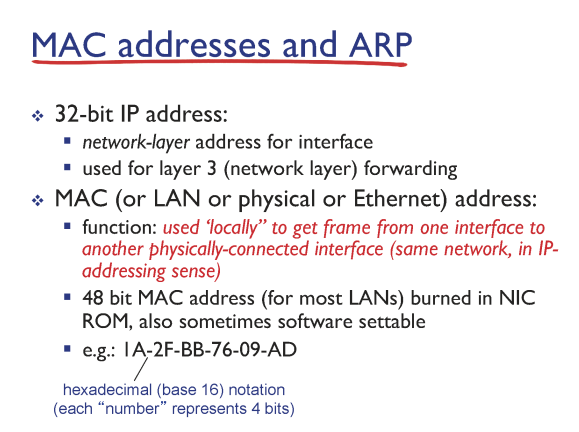 MAC addresses and ARP
32-bit IP address:
network-layer address for interface
used for layer 3 (network layer) forwarding
MAC (or LAN or physical or Ethernet) address:
function: used ‘locally” to get frame from one interface to
another physically-connected interface (same network, in IP-
addressing sense)
48 bit MAC address (for most LANs) burned in NIC
ROM, also sometimes software settable
e.g.: 1A-2F-BB-76-09-AD
hexadecimal (base 16) notation
(each “number” represents 4 bits)